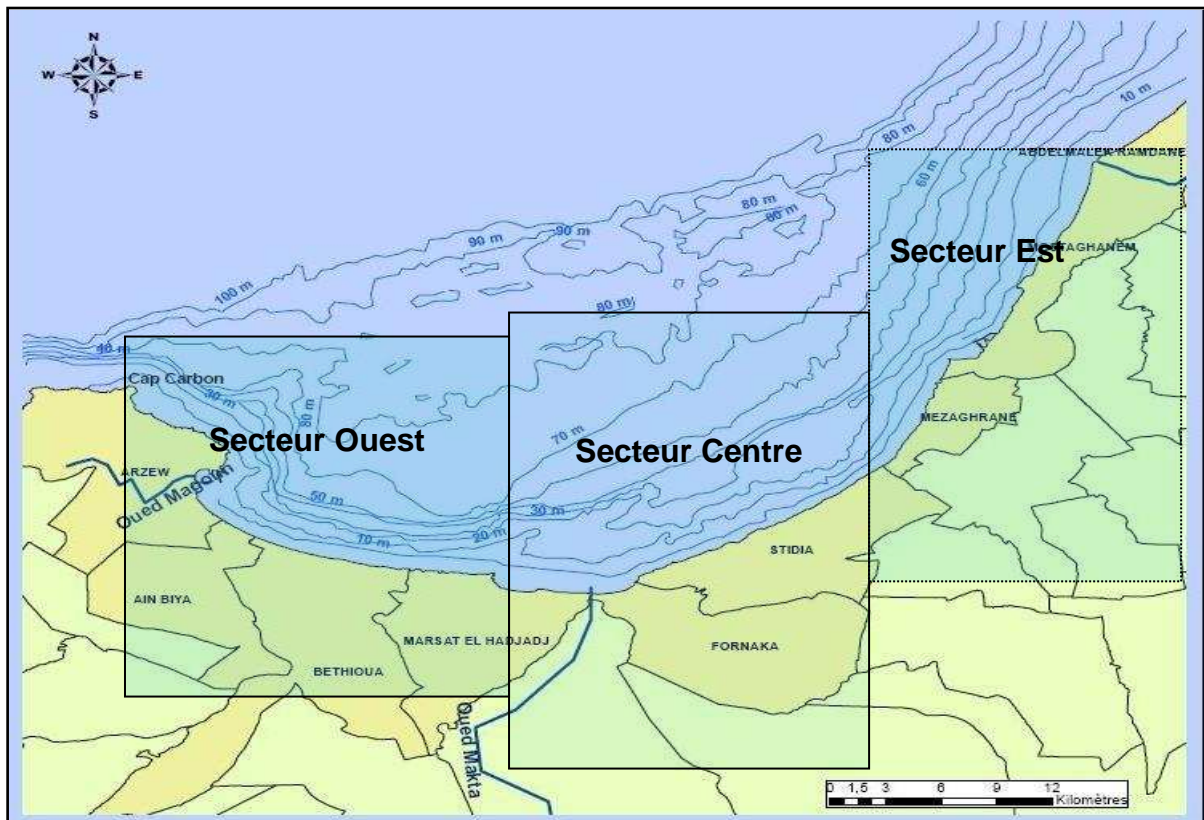 N
W E
S
10 m
80 m
ABDELMALEK RAMDANE
60 m
80 m
60 m
90 m
90 m
Secteur Est
MOSTAGHANEM
100 m
80 m
40 m
Cap Carbon
30 m
80 m
MEZAGHRANE
Secteur Ouest
70 m
Secteur Centre
ARZEW
Oued Magoun
50 m
30 m
20 m
10 m
STIDIA
AIN BIYA
MARSAT EL HADJADJ
FORNAKA
BETHIOUA
Oued Makta
0 1,5 3 6 9 12
Kilomètres